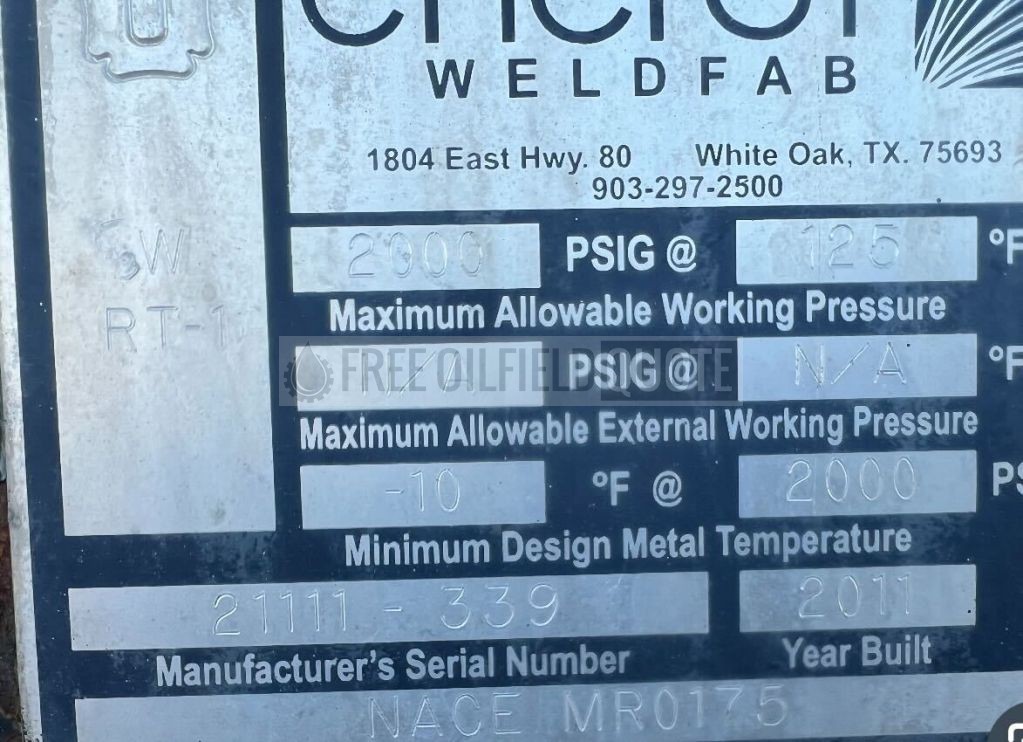 U
WELDFAB
1804 East Hwy. 80 White Oak, TX. 75693
903-297-2500
W
RT-1
2000 PSIG @ 125 °F
Maximum Allowable Working Pressure
N/A PSIG @ N/A °F
FREE OILFIELD QUOTE
Maximum Allowable External Working Pressure
-10 °F @ 2000 PS
Minimum Design Metal Temperature
21111 - 339 2011
Manufacturer's Serial Number Year Built
NACE MR0175